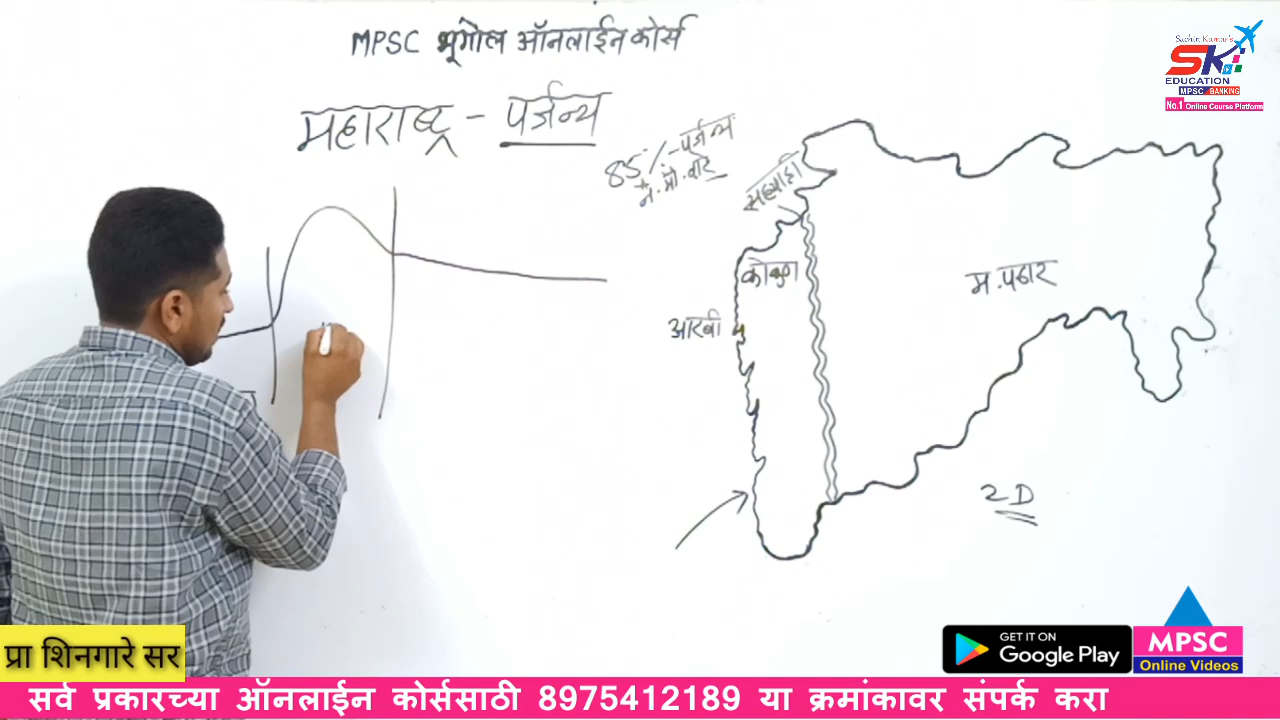 MPSC भूगोल ऑनलाईन कोर्स
महाराष्ट्र - पर्जन्य
85% - पर्जन्य
नै. मो. वारे
सह्याद्री
कोकण
म. पठार
आरबी
2D
Sachin Kumar's
SK
EDUCATION
MPSC BANKING
No.1 Online Course Platform
प्रा शिनगारे सर
GET IT ON
Google Play
MPSC
Online Videos
सर्व प्रकारच्या ऑनलाईन कोर्ससाठी 8975412189 या क्रमांकावर संपर्क करा